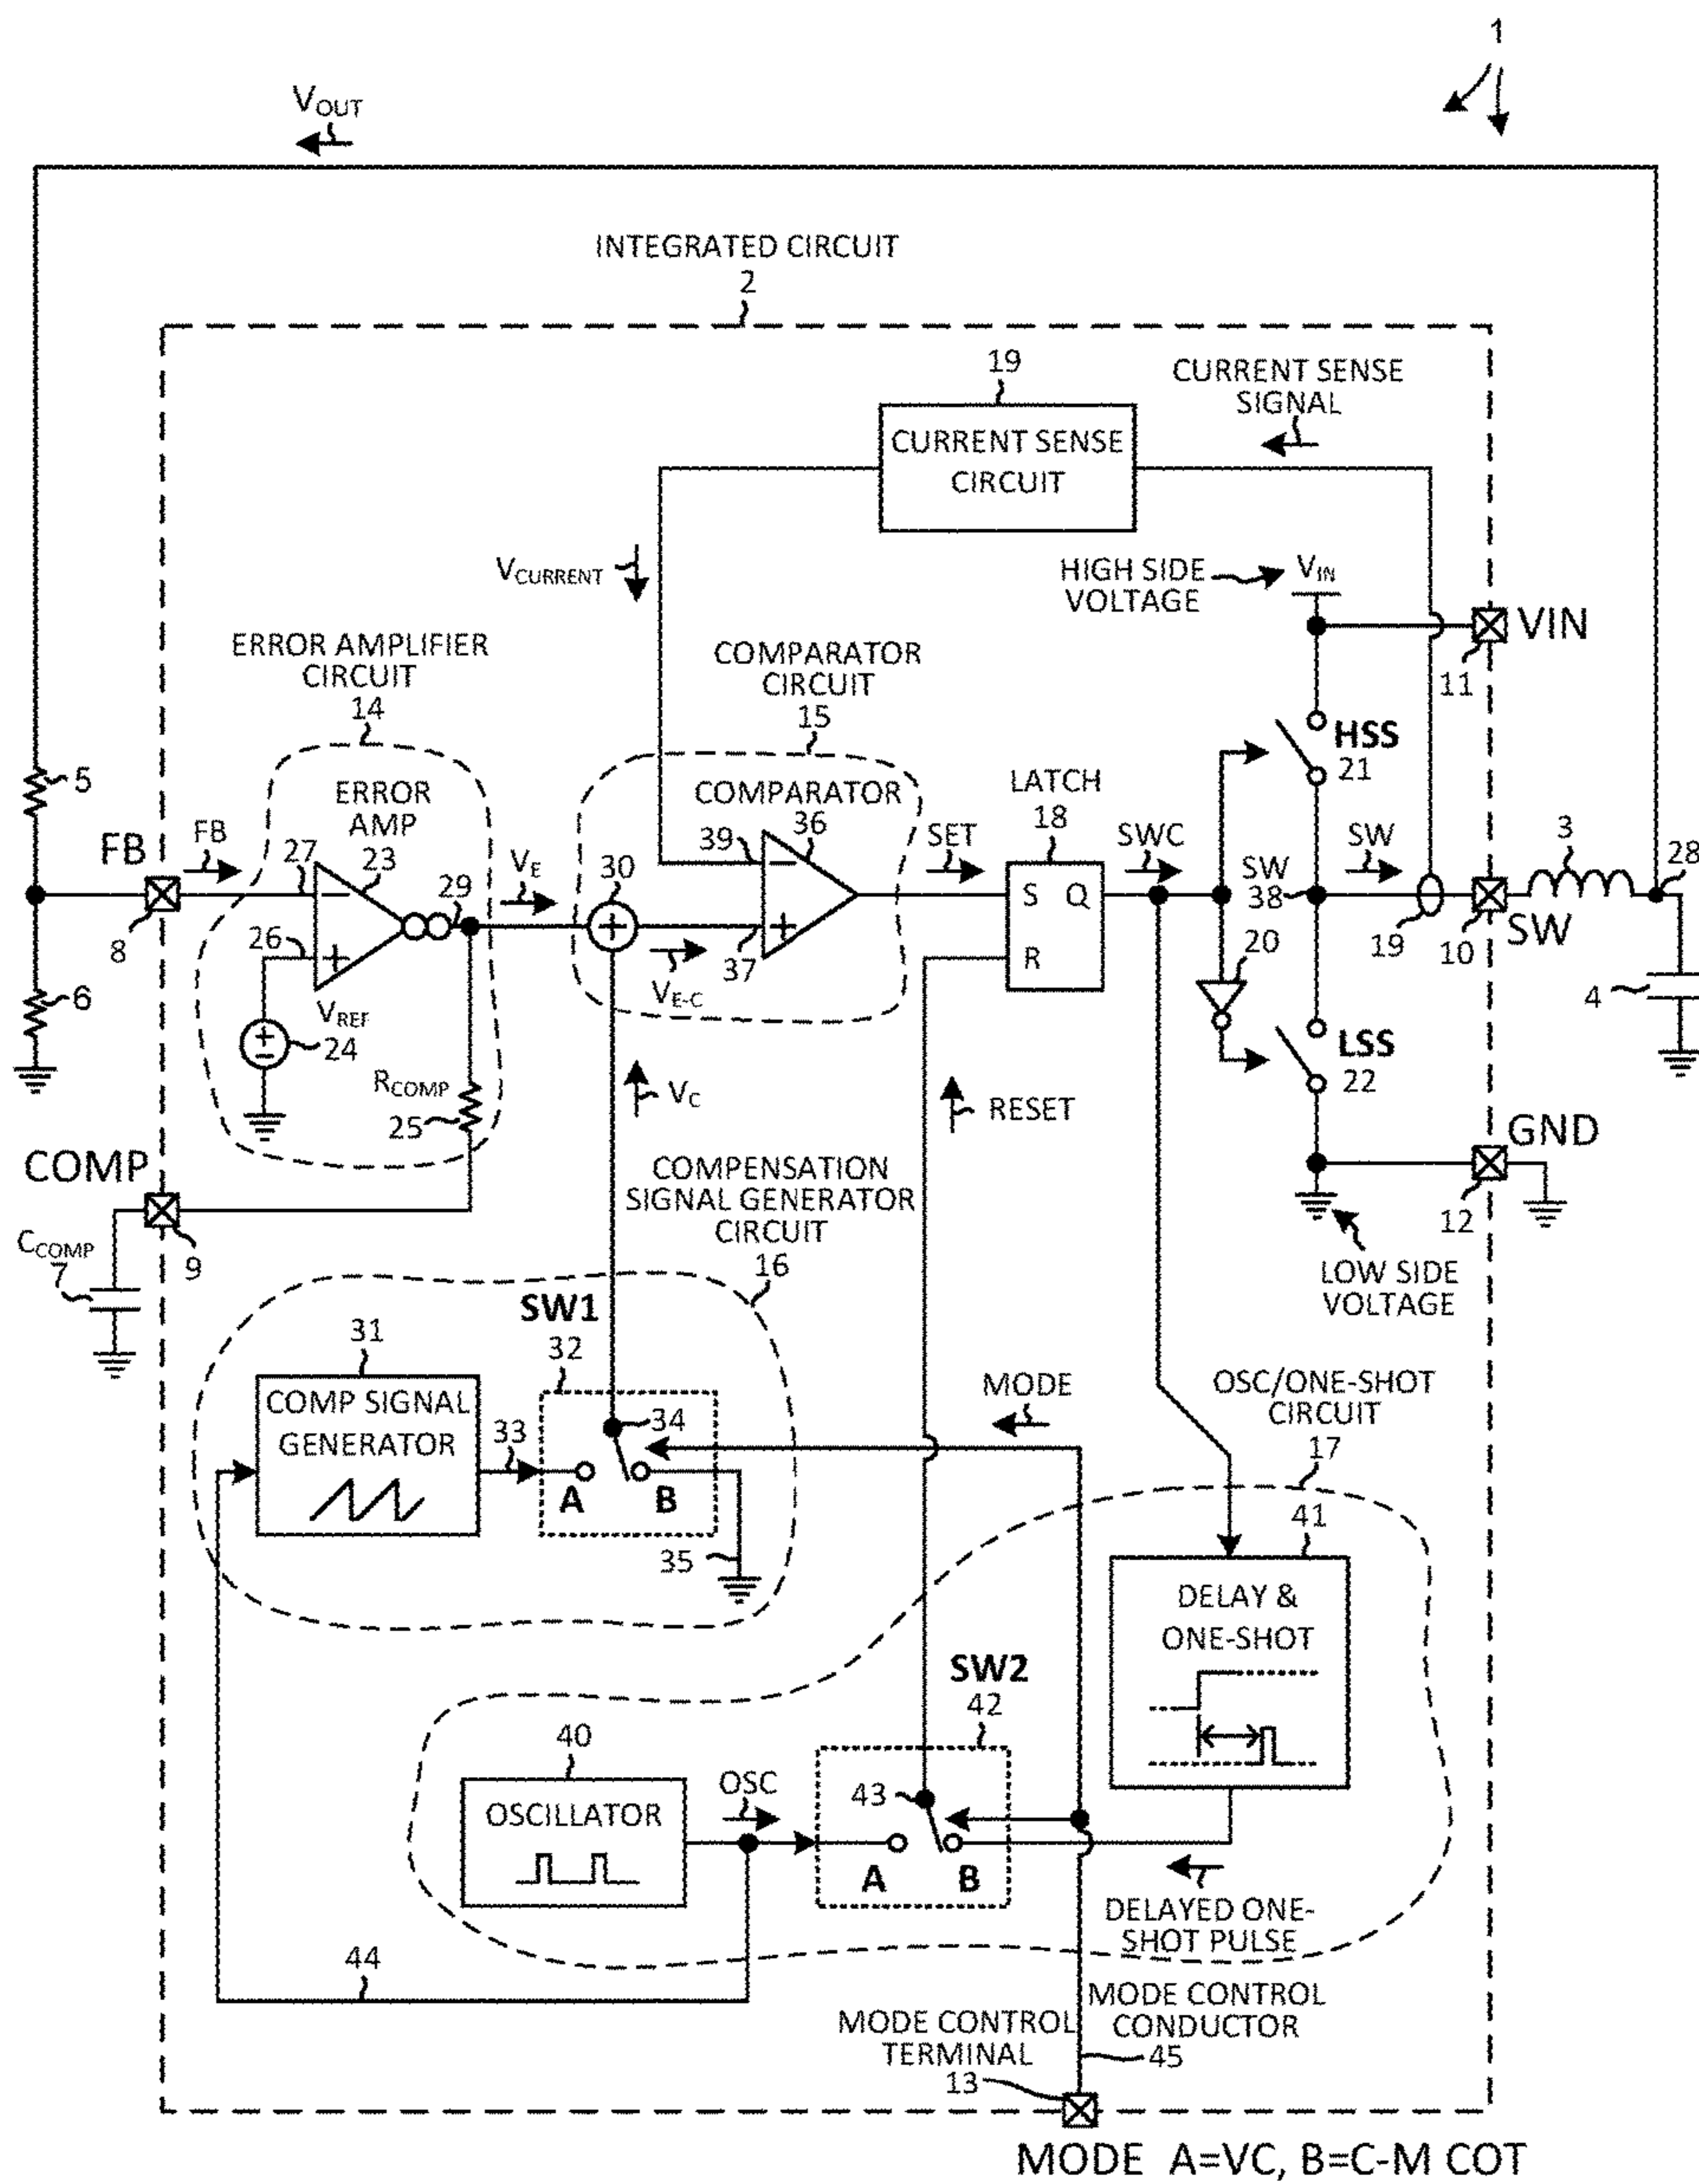 1
VOUT
INTEGRATED CIRCUIT
2
19
CURRENT SENSE
SIGNAL
CURRENT SENSE
CIRCUIT
VCURRENT
HIGH SIDE
VOLTAGE
VIN
VIN
11
ERROR AMPLIFIER
CIRCUIT
14
COMPARATOR
CIRCUIT
15
HSS
21
5
ERROR
AMP
COMPARATOR
36
LATCH
18
FB
FB
27
23
29
VE
30
39
SET
SWC
SW
38
SW
3
28
8
26
+
−
+
−
+
37
S
Q
R
20
19
10
SW
6
VREF
24
+
−
VE-C
4
LSS
22
RCOMP
25
VC
RESET
GND
COMP
COMPENSATION
SIGNAL GENERATOR
CIRCUIT
16
12
CCOMP
7
9
LOW SIDE
VOLTAGE
SW1
31
32
COMP SIGNAL
GENERATOR
33
34
MODE
OSC/ONE-SHOT
CIRCUIT
17
A
B
35
41
DELAY &
ONE-SHOT
SW2
42
40
OSCILLATOR
OSC
43
A
B
DELAYED ONE-
SHOT PULSE
44
MODE CONTROL
CONDUCTOR
45
MODE CONTROL
TERMINAL
13
MODE A=VC, B=C-M COT